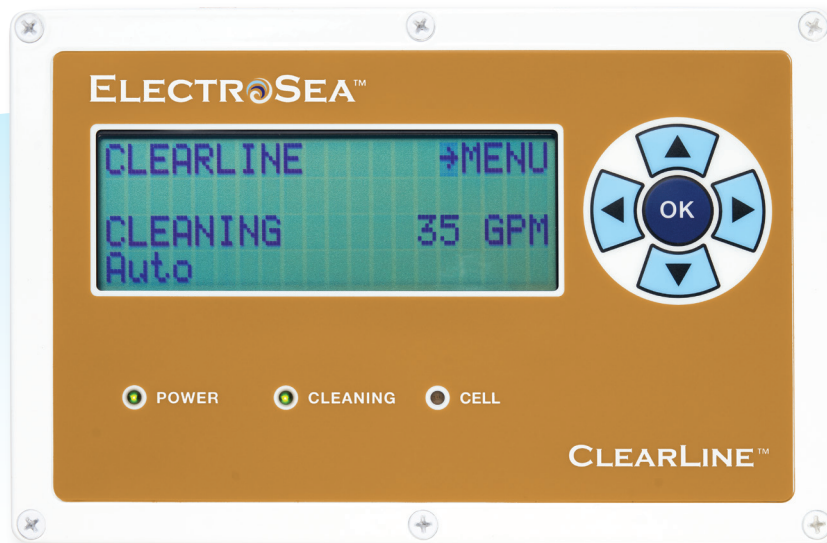 ELECTROSEA™
CLEARLINE →MENU
CLEANING 35 GPM
Auto
OK
POWER CLEANING CELL
CLEARLINE™